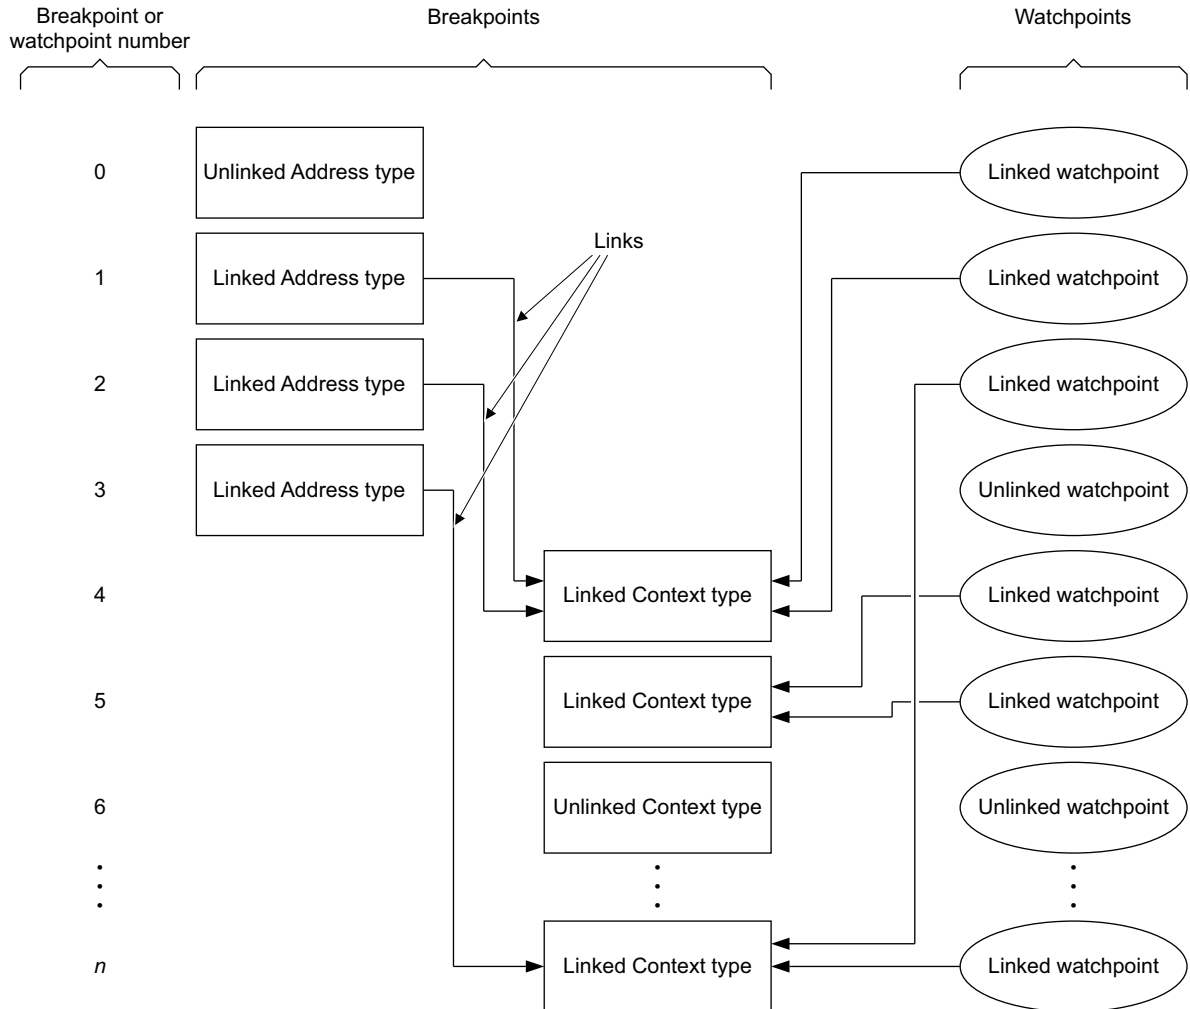 Breakpoint or
watchpoint number
Breakpoints
Watchpoints
0
Unlinked Address type
Linked watchpoint
Links
1
Linked Address type
Linked watchpoint
2
Linked Address type
Linked watchpoint
3
Linked Address type
Unlinked watchpoint
4
Linked Context type
Linked watchpoint
5
Linked Context type
Linked watchpoint
6
Unlinked Context type
Unlinked watchpoint
n
Linked Context type
Linked watchpoint